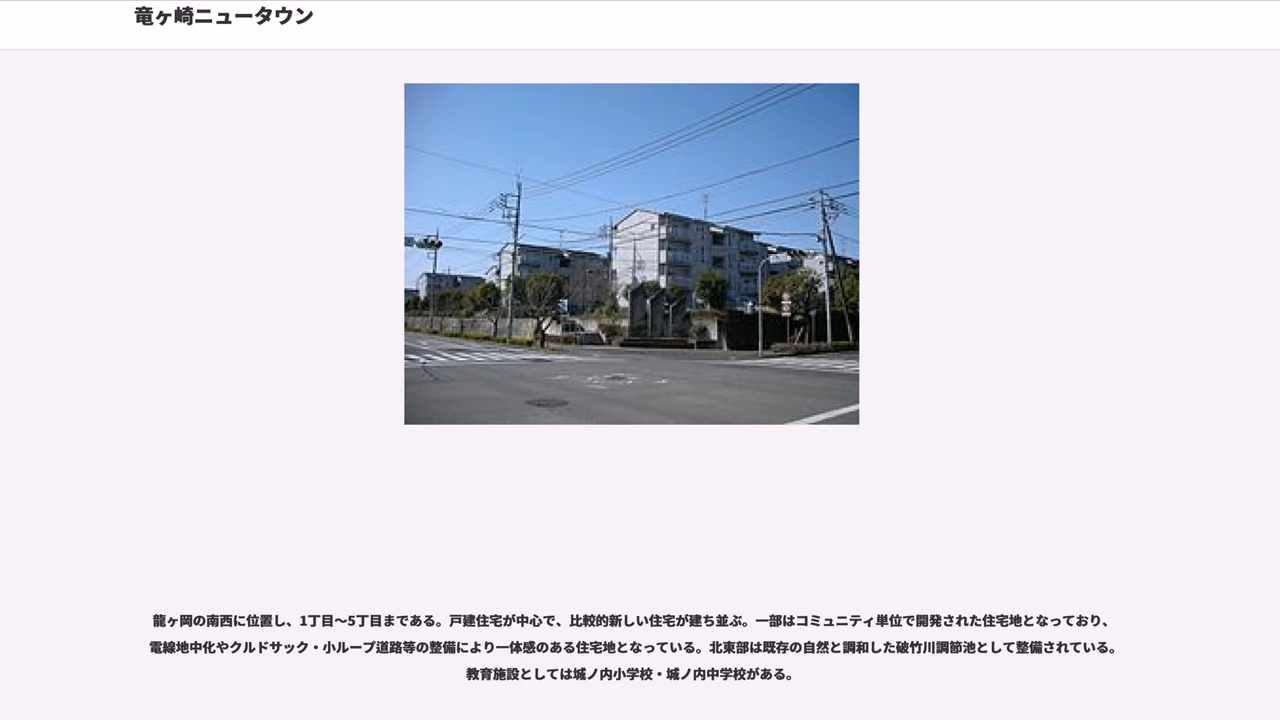 竜ヶ崎ニュータウン
龍ヶ岡の南西に位置し、1丁目〜5丁目まである。戸建住宅が中心で、比較的新しい住宅が建ち並ぶ。一部はコミュニティ単位で開発された住宅地となっており、
電線地中化やクルドサック・小ループ道路等の整備により一体感のある住宅地となっている。北東部は既存の自然と調和した破竹川調節池として整備されている。
教育施設としては城ノ内小学校・城ノ内中学校がある。